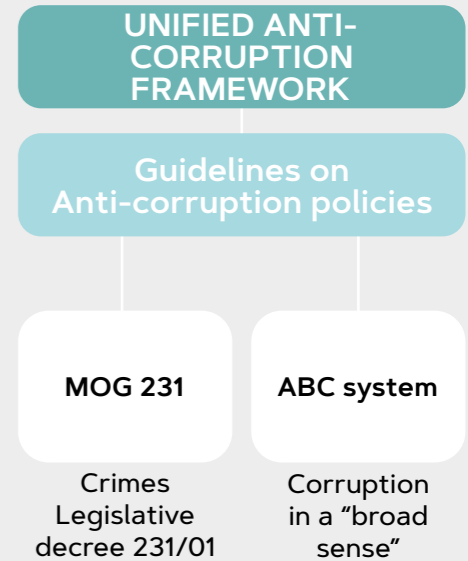 UNIFIED ANTI-
CORRUPTION
FRAMEWORK
Guidelines on
Anti-corruption policies
MOG 231
Crimes
Legislative
decree 231/01
ABC system
Corruption
in a “broad
sense”